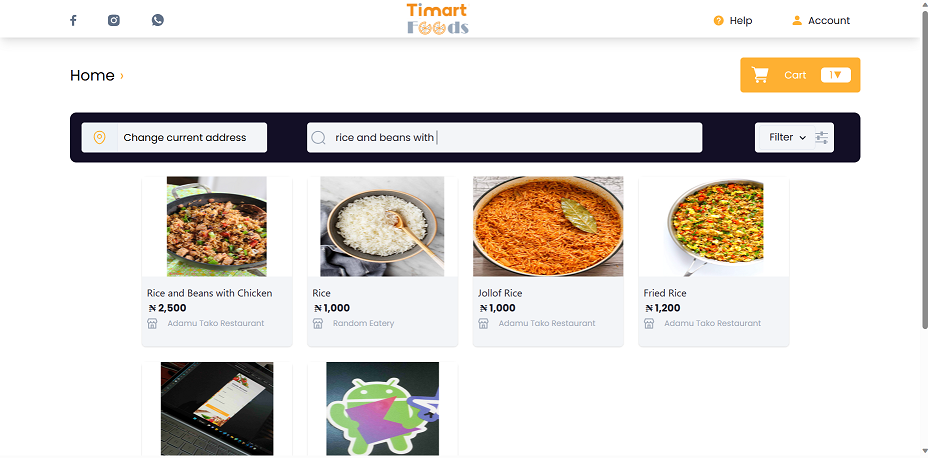 Timart
Foods
Help
Account
Home ›
Cart
1▼
Change current address
rice and beans with
Filter
Rice and Beans with Chicken
₦ 2,500
Adamu Tako Restaurant
Rice
₦ 1,000
Random Eatery
Jollof Rice
₦ 1,000
Adamu Tako Restaurant
Fried Rice
₦ 1,200
Adamu Tako Restaurant